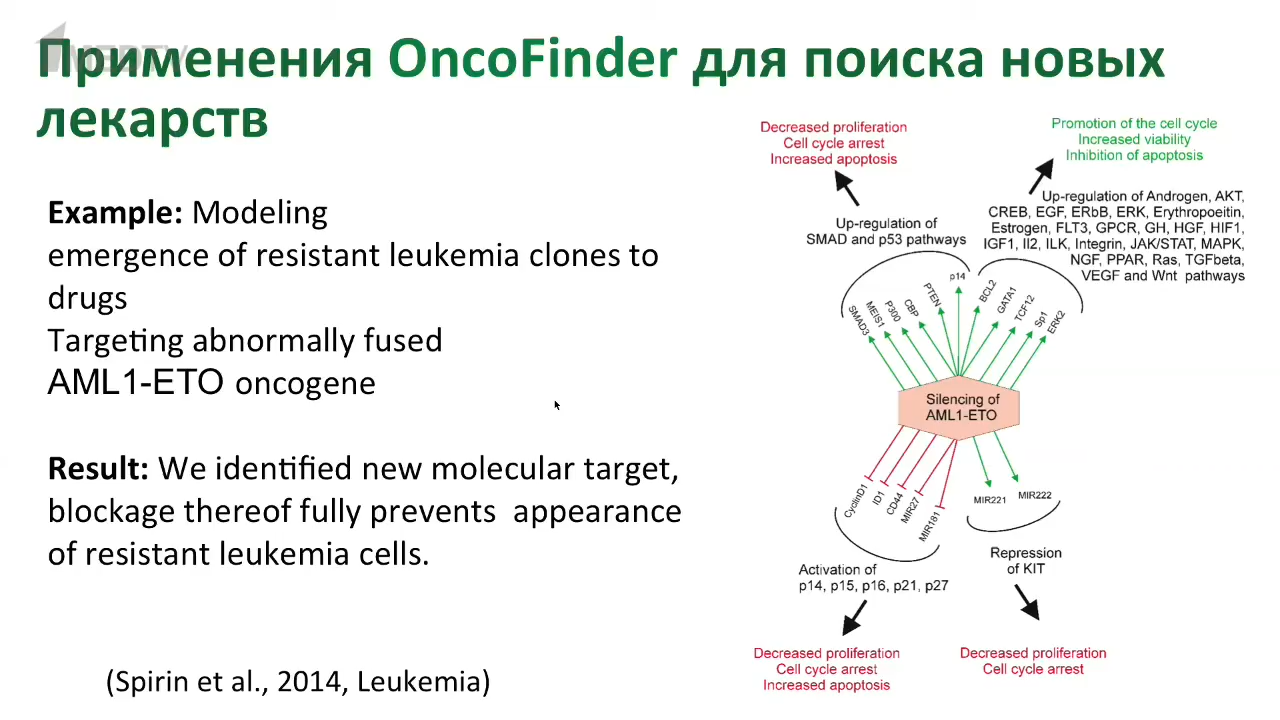 1MEDTV
Применения OncoFinder для поиска новых
лекарств
Example: Modeling
emergence of resistant leukemia clones to
drugs
Targeting abnormally fused
AML1-ETO oncogene
Result: We identified new molecular target,
blockage thereof fully prevents appearance
of resistant leukemia cells.
(Spirin et al., 2014, Leukemia)
Decreased proliferation
Cell cycle arrest
Increased apoptosis
Promotion of the cell cycle
Increased viability
Inhibition of apoptosis
Up-regulation of
SMAD and p53 pathways
Up-regulation of Androgen, AKT,
CREB, EGF, ERbB, ERK, Erythropoeitin,
Estrogen, FLT3, GPCR, GH, HGF, HIF1,
IGF1, Il2, ILK, Integrin, JAK/STAT, MAPK,
NGF, PPAR, Ras, TGFbeta,
VEGF and Wnt pathways
SMAD3
MEIS1
P300
CBP
PTEN
p14
BCL2
GATA1
TCF12
Sp1
ERK2
Silencing of
AML1-ETO
CyclinD1
ID1
CD44
MIR27
MIR181
MIR221
MIR222
Activation of
p14, p15, p16, p21, p27
Repression
of KIT
Decreased proliferation
Cell cycle arrest
Increased apoptosis
Decreased proliferation
Cell cycle arrest